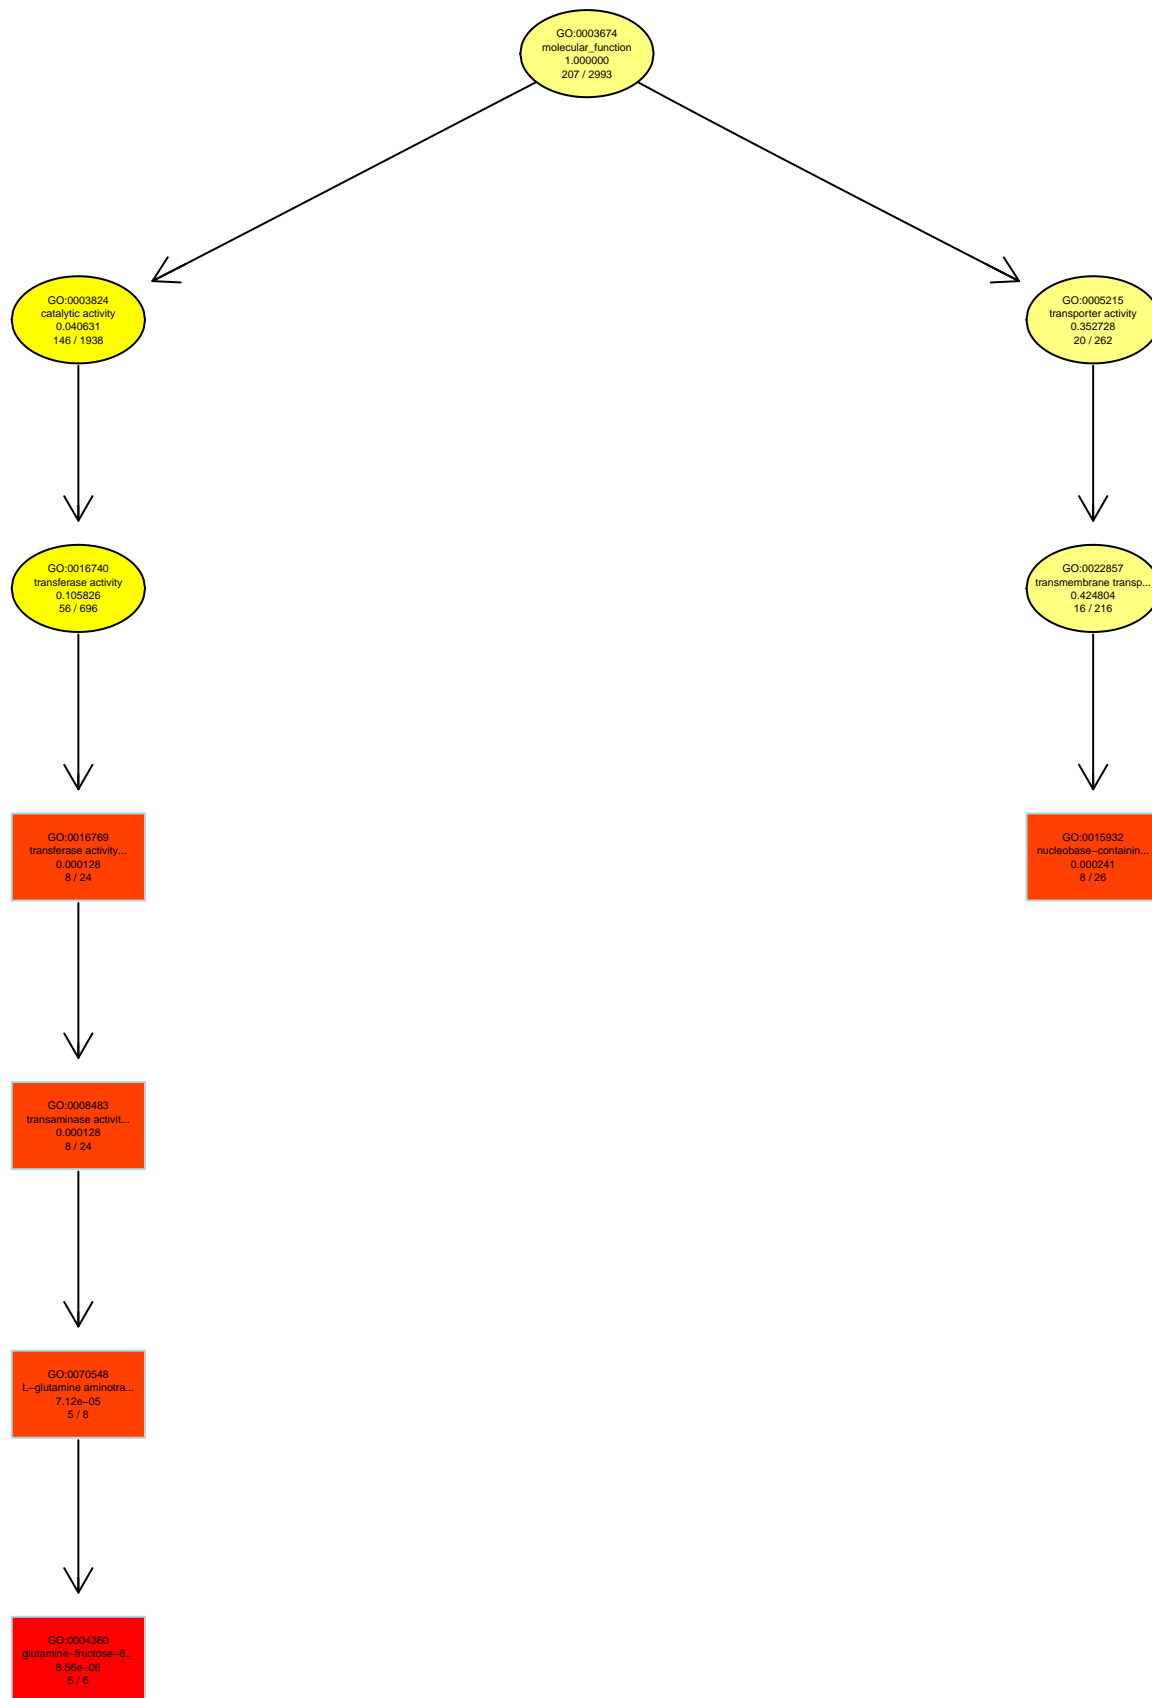 GO:0003674
molecular_function
1.000000
207 / 2993
GO:0003824
catalytic activity
0.040631
146 / 1938
GO:0005215
transporter activity
0.352728
20 / 262
GO:0016740
transferase activity
0.105826
56 / 696
GO:0022857
transmembrane transp...
0.424804
16 / 216
GO:0016769
transferase activity...
0.000128
8 / 24
GO:0015932
nucleobase−containin...
0.000241
8 / 26
GO:0008483
transaminase activit...
0.000128
8 / 24
GO:0070548
L−glutamine aminotra...
7.12e−05
5 / 8
GO:0004360
glutamine−fructose−6...
8.56e−06
5 / 6